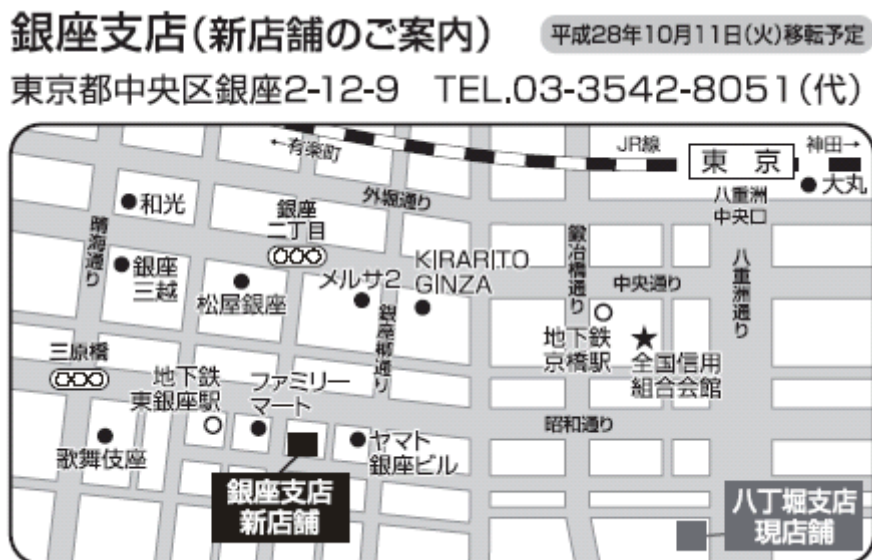 銀座支店(新店舗のご案内)
平成28年10月11日(火)移転予定
東京都中央区銀座2-12-9 TEL.03-3542-8051(代)
←有楽町
JR線
東京
神田→
大丸
八重洲
中央口
外堀通り
和光
銀座
二丁目
晴海通り
銀座
三越
松屋銀座
メルサ2
KIRARITO
GINZA
銀座柳通り
鍛冶橋通り
中央通り
八重洲通り
地下鉄
京橋駅
全国信用
組合会館
三原橋
地下鉄
東銀座駅
ファミリー
マート
昭和通り
歌舞伎座
ヤマト
銀座ビル
銀座支店
新店舗
八丁堀支店
現店舗